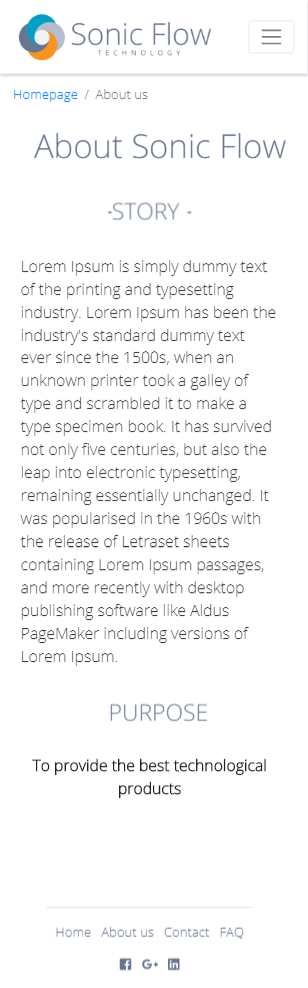 Sonic Flow
TECHNOLOGY
Homepage / About us
About Sonic Flow
-STORY -
Lorem Ipsum is simply dummy text
of the printing and typesetting
industry. Lorem Ipsum has been the
industry's standard dummy text
ever since the 1500s, when an
unknown printer took a galley of
type and scrambled it to make a
type specimen book. It has survived
not only five centuries, but also the
leap into electronic typesetting,
remaining essentially unchanged. It
was popularised in the 1960s with
the release of Letraset sheets
containing Lorem Ipsum passages,
and more recently with desktop
publishing software like Aldus
PageMaker including versions of
Lorem Ipsum.
PURPOSE
To provide the best technological
products
Home About us Contact FAQ